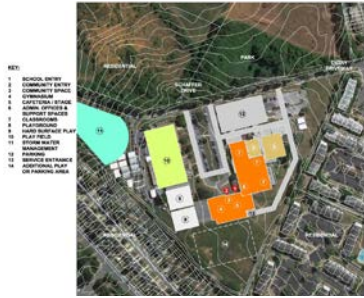 KEY:
1 SCHOOL ENTRY
2 COMMUNITY ENTRY
3 COMMUNITY SPACE
4 GYMNASIUM
5 CAFETERIA / STAGE
6 ADMIN. OFFICES &
SUPPORT SPACES
7 CLASSROOMS
8 PLAYGROUND
9 HARD SURFACE PLAY
10 PLAY FIELD
11 STORM WATER
MANAGEMENT
12 PARKING
13 SERVICE ENTRANCE
14 ADDITIONAL PLAY
OR PARKING AREA
RESIDENTIAL
PARK
SCHAFFER
DRIVE
RESIDENTIAL
RESIDENTIAL